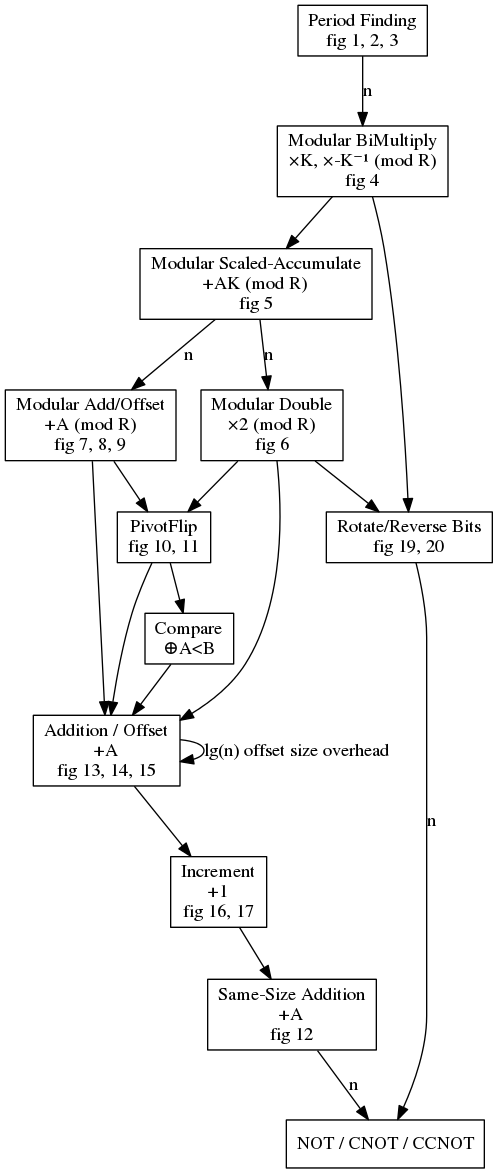 Period Finding
fig 1, 2, 3
n
Modular BiMultiply
×K, ×-K⁻¹ (mod R)
fig 4
Modular Scaled-Accumulate
+AK (mod R)
fig 5
n
n
Modular Add/Offset
+A (mod R)
fig 7, 8, 9
Modular Double
×2 (mod R)
fig 6
PivotFlip
fig 10, 11
Rotate/Reverse Bits
fig 19, 20
Compare
⊕A<B
Addition / Offset
+A
fig 13, 14, 15
lg(n) offset size overhead
n
Increment
+1
fig 16, 17
Same-Size Addition
+A
fig 12
n
NOT / CNOT / CCNOT